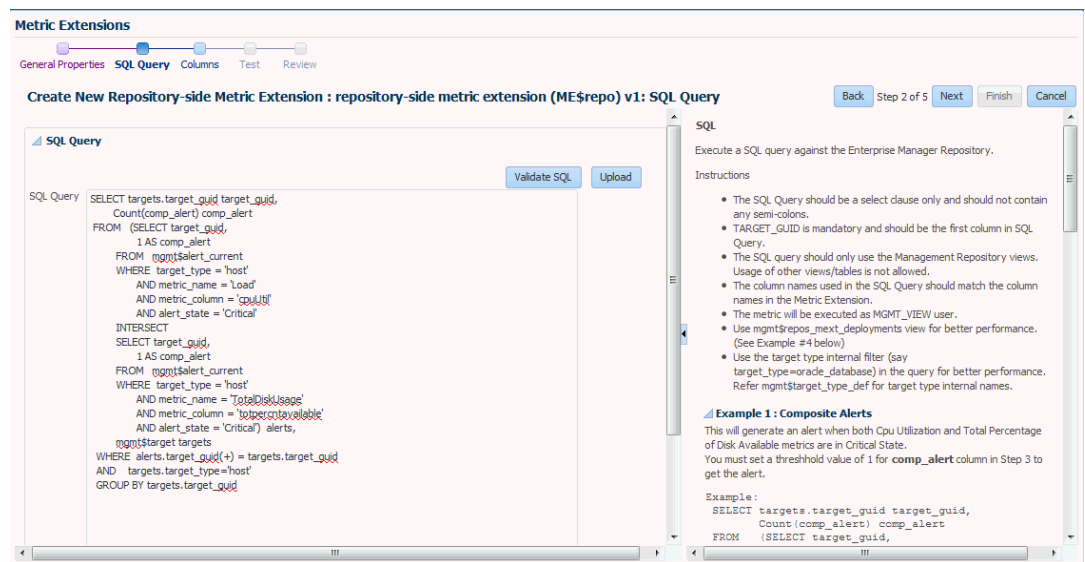 Metric Extensions
General Properties SQL Query Columns Test Review
Create New Repository-side Metric Extension : repository-side metric extension (ME$repo) v1: SQL Query
Back Step 2 of 5 Next Finish Cancel
SQL Query
Validate SQL Upload
SQL Query
SELECT targets.target_guid target_guid,
Count(comp_alert) comp_alert
FROM (SELECT target_guid,
1 AS comp_alert
FROM mgmt$alert_current
WHERE target_type = 'host'
AND metric_name = 'Load'
AND metric_column = 'cpuUtil'
AND alert_state = 'Critical'
INTERSECT
SELECT target_guid,
1 AS comp_alert
FROM mgmt$alert_current
WHERE target_type = 'host'
AND metric_name = 'TotalDiskUsage'
AND metric_column = 'totpercntavailable'
AND alert_state = 'Critical') alerts,
mgmt$target targets
WHERE alerts.target_guid(+) = targets.target_guid
AND targets.target_type='host'
GROUP BY targets.target_guid
SQL
Execute a SQL query against the Enterprise Manager Repository.
Instructions
• The SQL Query should be a select clause only and should not contain
any semi-colons.
• TARGET_GUID is mandatory and should be the first column in SQL
Query.
• The SQL query should only use the Management Repository views.
Usage of other views/tables is not allowed.
• The column names used in the SQL Query should match the column
names in the Metric Extension.
• The metric will be executed as MGMT_VIEW user.
• Use mgmt$repos_mext_deployments view for better performance.
(See Example #4 below)
• Use the target type internal filter (say
target_type=oracle_database) in the query for better performance.
Refer mgmt$target_type_def for target type internal names.
Example 1 : Composite Alerts
This will generate an alert when both Cpu Utilization and Total Percentage
of Disk Available metrics are in Critical State.
You must set a threshhold value of 1 for comp_alert column in Step 3 to
get the alert.
Example:
SELECT targets.target_guid target_guid,
Count(comp_alert) comp_alert
FROM (SELECT target_guid,